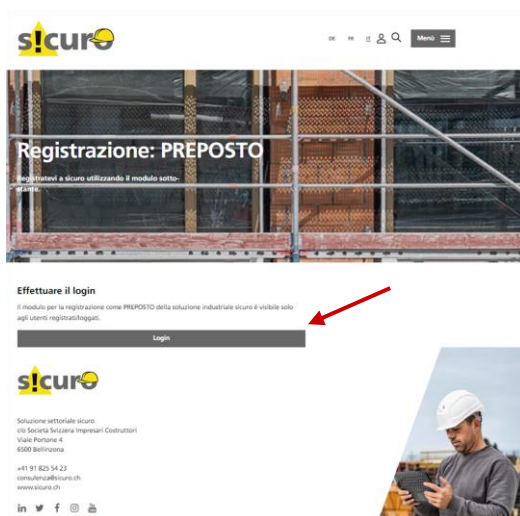 s!curo
DE FR IT Menù
Registrazione: PREPOSTO
Registratevi a sicuro utilizzando il modulo sotto-
stante.
Effettuare il login
Il modulo per la registrazione come PREPOSTO della soluzione industriale sicuro è visibile solo
agli utenti registrati/loggati.
Login
s!curo
Soluzione settoriale sicuro
c/o Società Svizzera Impresari Costruttori
Viale Portone 4
6500 Bellinzona
+41 91 825 54 23
consulenza@sicuro.ch
www.sicuro.ch